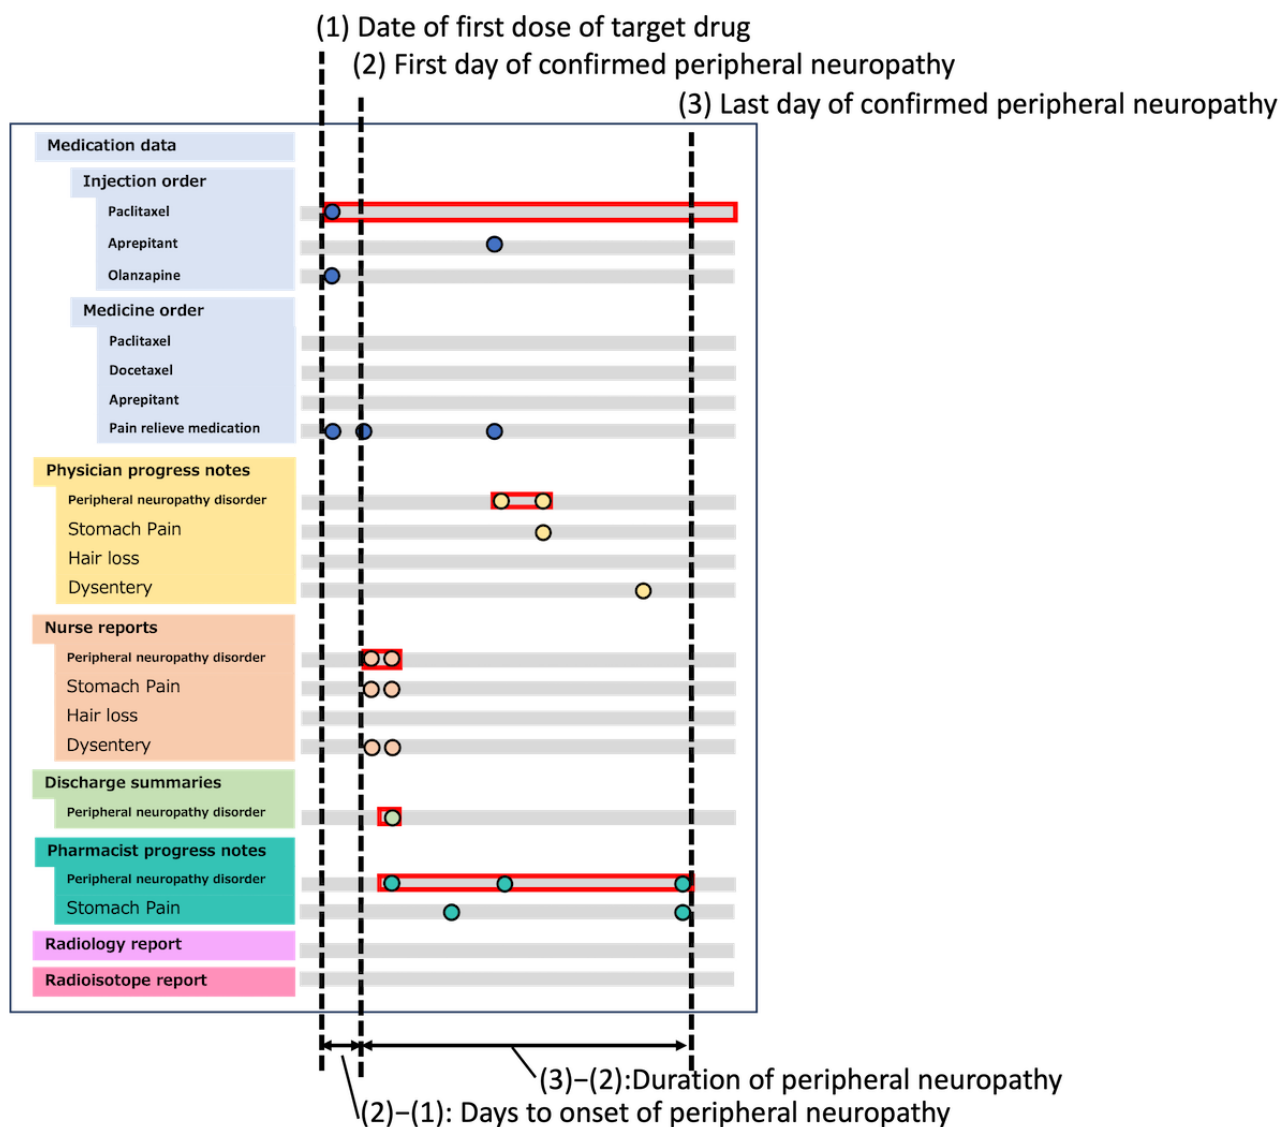 (1) Date of first dose of target drug
(2) First day of confirmed peripheral neuropathy
(3) Last day of confirmed peripheral neuropathy
Medication data
Injection order
Paclitaxel
Aprepitant
Olanzapine
Medicine order
Paclitaxel
Docetaxel
Aprepitant
Pain relieve medication
Physician progress notes
Peripheral neuropathy disorder
Stomach Pain
Hair loss
Dysentery
Nurse reports
Peripheral neuropathy disorder
Stomach Pain
Hair loss
Dysentery
Discharge summaries
Peripheral neuropathy disorder
Pharmacist progress notes
Peripheral neuropathy disorder
Stomach Pain
Radiology report
Radioisotope report
(3)−(2):Duration of peripheral neuropathy
(2)−(1): Days to onset of peripheral neuropathy